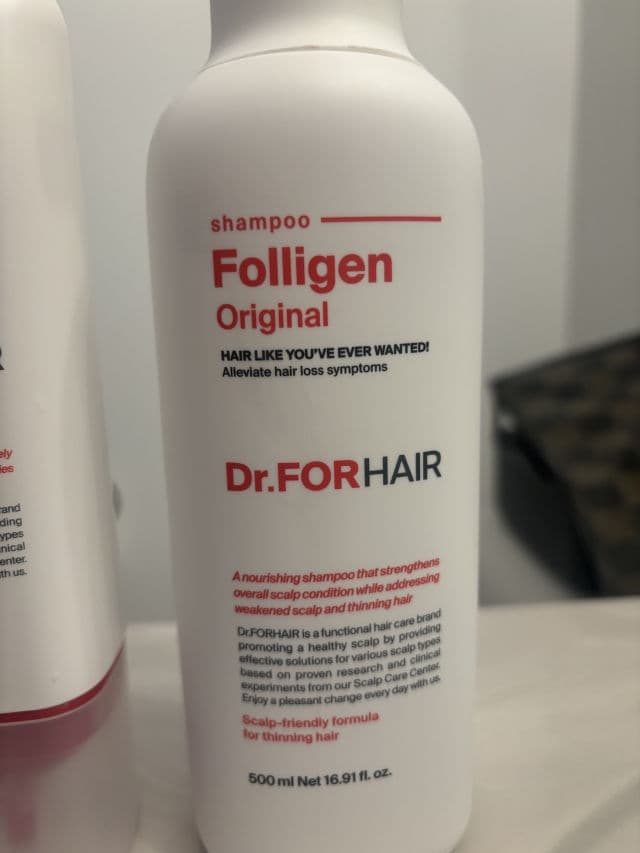 shampoo
Folligen
Original
HAIR LIKE YOU'VE EVER WANTED!
Alleviate hair loss symptoms
Dr.FORHAIR
A nourishing shampoo that strengthens
overall scalp condition while addressing
weakened scalp and thinning hair
Dr.FORHAIR is a functional hair care brand
promoting a healthy scalp by providing
effective solutions for various scalp types
based on proven research and clinical
experiments from our Scalp Care Center.
Enjoy a pleasant change every day with us.
Scalp-friendly formula
for thinning hair
500 ml Net 16.91 fl. oz.
th us.